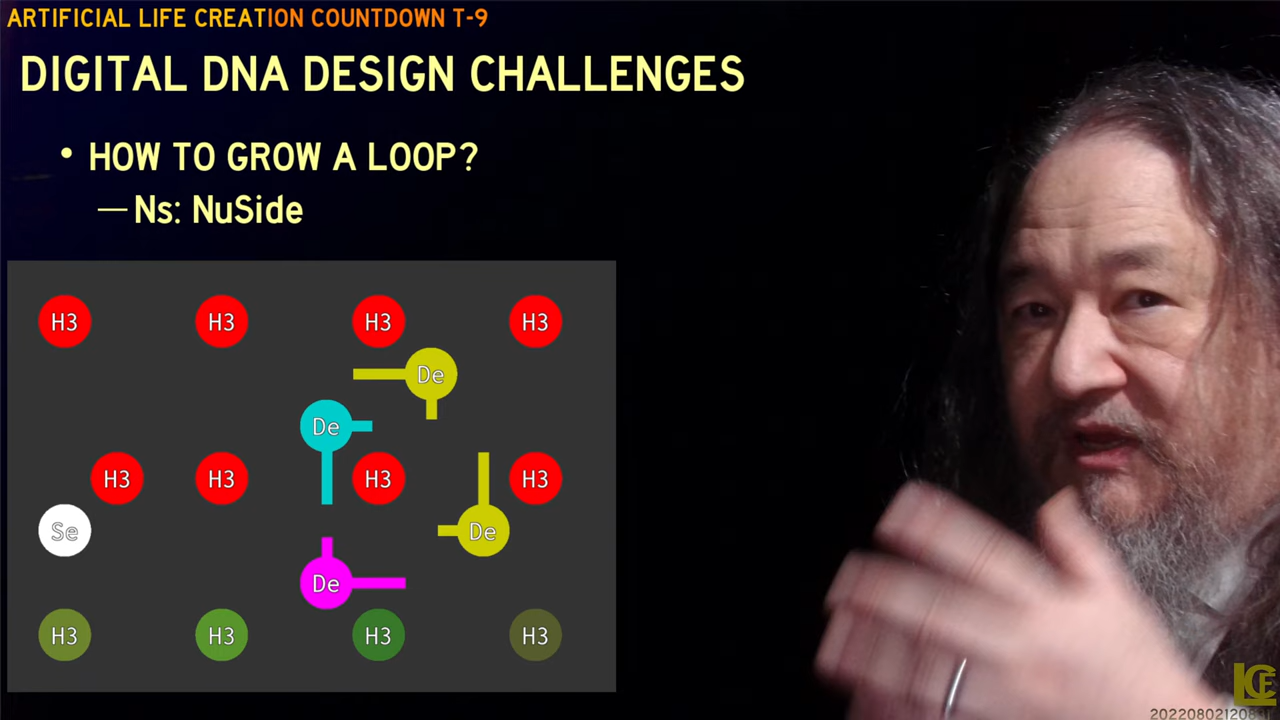 ARTIFICIAL LIFE CREATION COUNTDOWN T-9
DIGITAL DNA DESIGN CHALLENGES
• HOW TO GROW A LOOP?
— Ns: NuSide
H3 H3 H3 H3
De
De
H3 H3 H3 H3
Se De
De
H3 H3 H3 H3